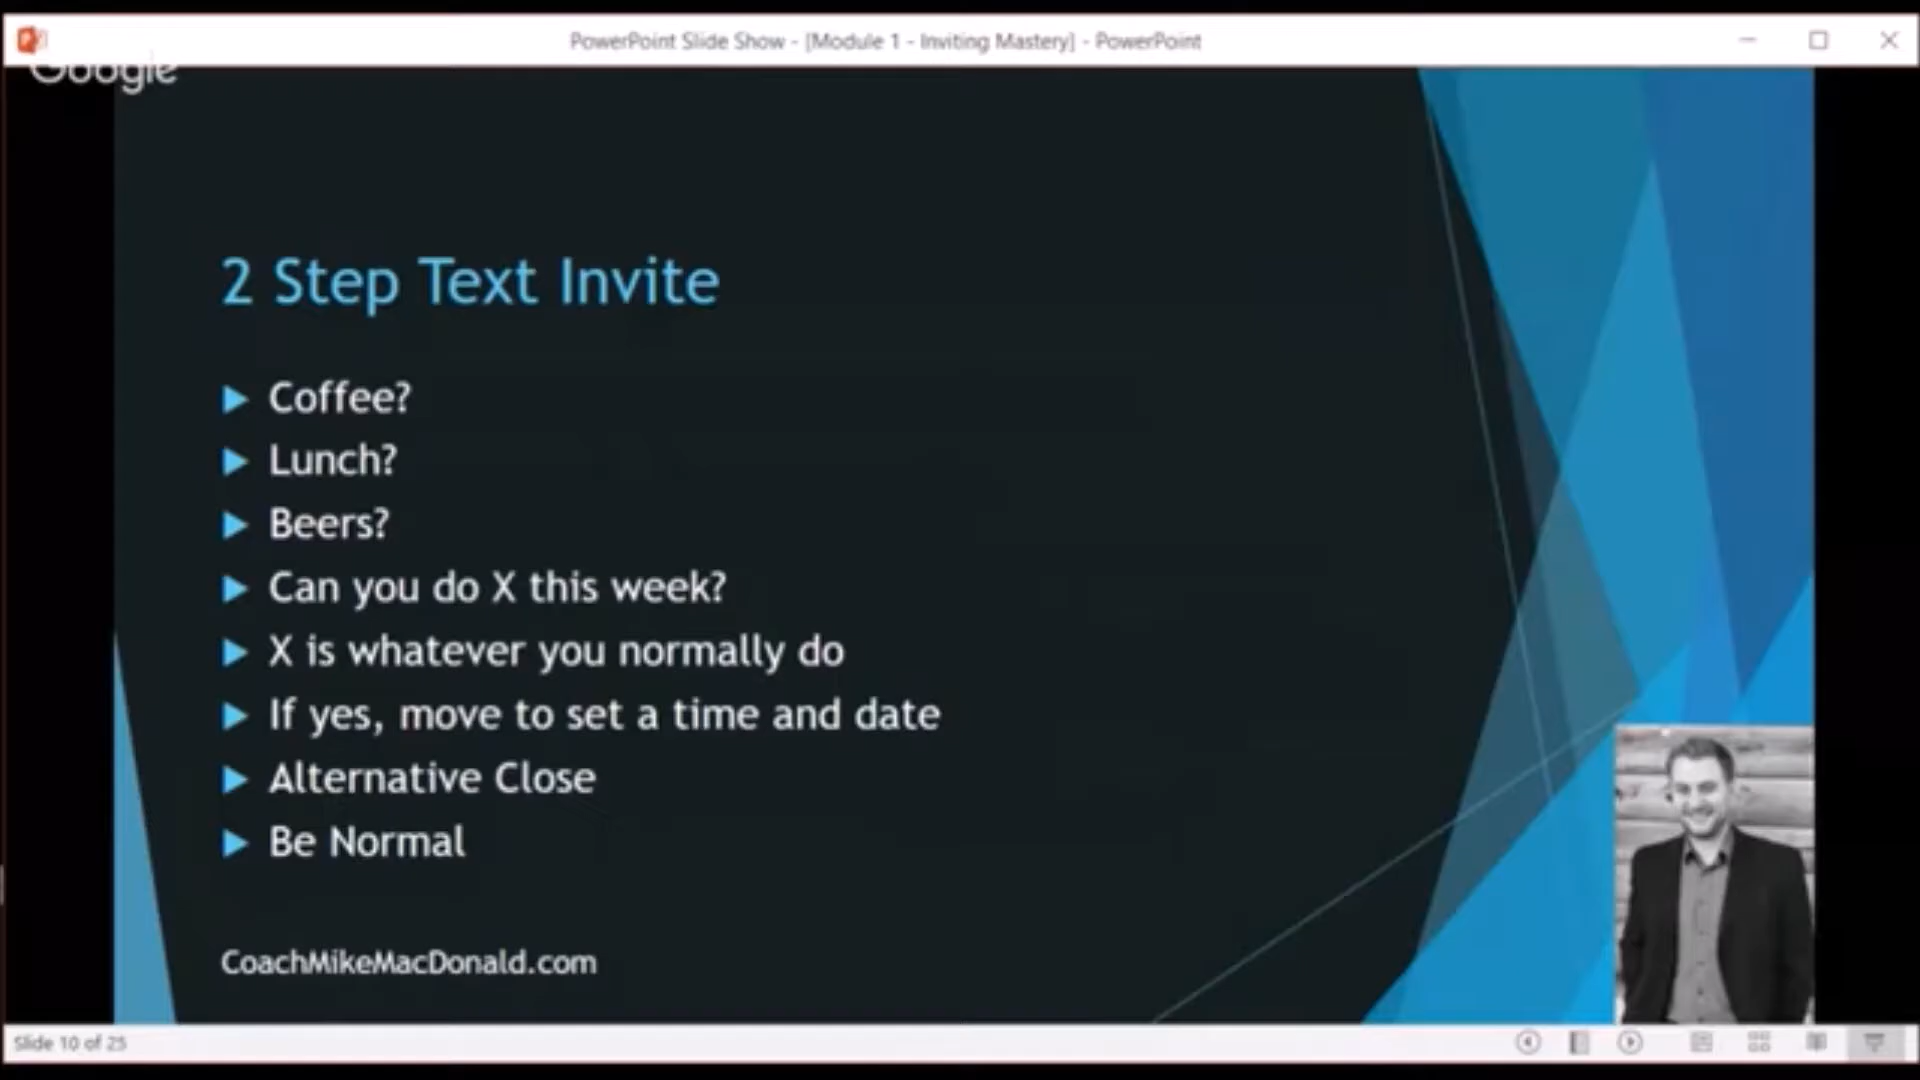 PowerPoint Slide Show - [Module 1 - Inviting Mastery] - PowerPoint
Google
2 Step Text Invite
Coffee?
Lunch?
Beers?
Can you do X this week?
X is whatever you normally do
If yes, move to set a time and date
Alternative Close
Be Normal
CoachMikeMacDonald.com
Slide 10 of 25